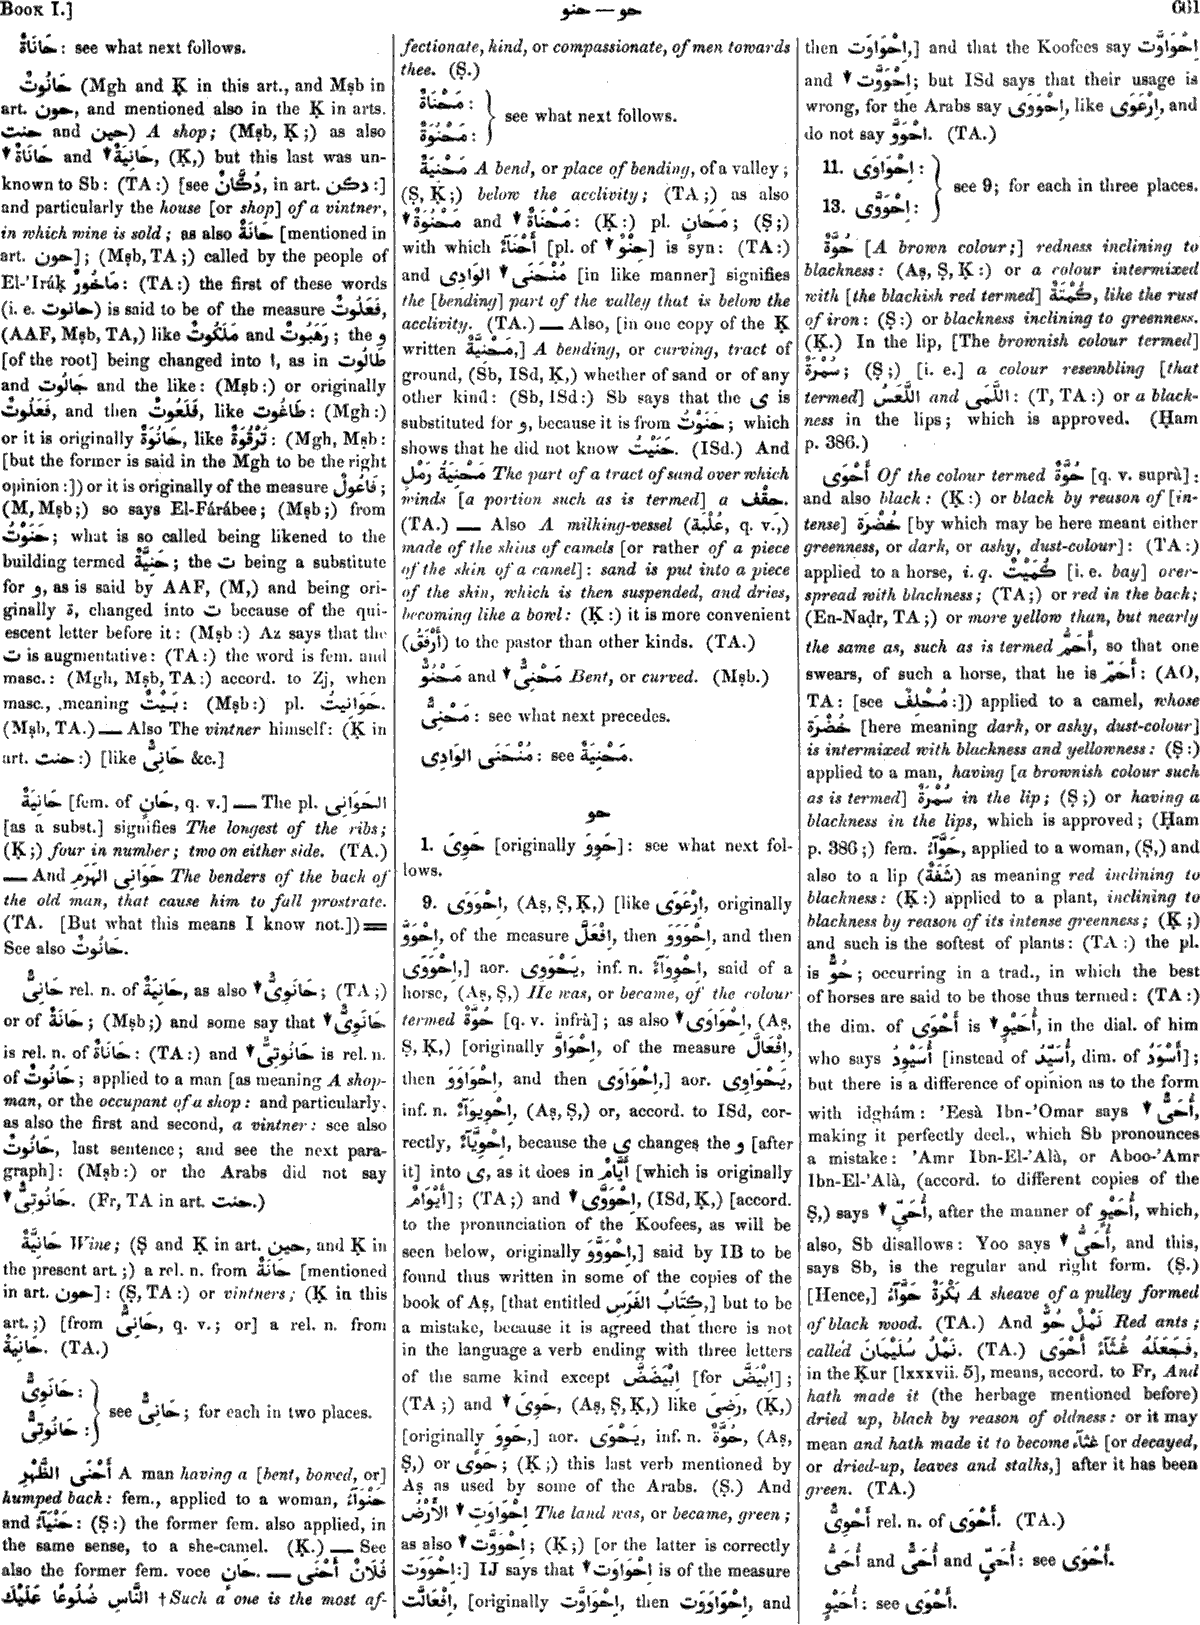 BOOK I.]
حنو — حو
661
حَانَاةٌ : see what next follows.
حَانُوتٌ (Mgh and Ḳ in this art., and Mṣb in
art. حون, and mentioned also in the Ḳ in arts.
حنت and حين) A shop; (Mṣb, Ḳ;) as also
▾ حَانَاةٌ and ▾ حَانِيَةٌ, (Ḳ,) but this last was un-
known to Sb: (TA:) [see دُكَّانٌ, in art. دكن:]
and particularly the house [or shop] of a vintner,
in which wine is sold; as also حَانَةٌ [mentioned in
art. حون]; (Mṣb, TA;) called by the people of
El-'Iráḳ مَاخُورٌ: (TA:) the first of these words
(i. e. حانوت) is said to be of the measure فَعَلُوتٌ,
(AAF, Mṣb, TA,) like مَلَكُوتٌ and رَهَبُوتٌ; the و
[of the root] being changed into ا, as in طَالُوت
and جَالُوت and the like: (Mṣb:) or originally
فَعَلُوتٌ, and then فَلَعُوتٌ, like طَاغُوت: (Mgh:)
or it is originally حَانُوَةٌ, like تَرْقُوَةٌ: (Mgh, Mṣb:
[but the former is said in the Mgh to be the right
opinion:]) or it is originally of the measure فَاعُولٌ;
(M, Mṣb;) so says El-Fárábee; (Mṣb;) from
حَنَوْتُ; what is so called being likened to the
building termed حَنِيَّةٌ; the ت being a substitute
for و, as is said by AAF, (M,) and being ori-
ginally ة, changed into ت because of the qui-
escent letter before it: (Mṣb:) Az says that the
ت is augmentative: (TA:) the word is fem. and
masc.: (Mgh, Mṣb, TA:) accord. to Zj, when
masc., meaning بَيْتٌ: (Mṣb:) pl. حَوَانِيتُ.
(Mṣb, TA.) — Also The vintner himself: (Ḳ in
art. حنت:) [like حَانِىٌّ &c.]
حَانِيَةٌ [fem. of حَانٍ, q. v.] — The pl. الحَوَانِى
[as a subst.] signifies The longest of the ribs;
(Ḳ;) four in number; two on either side. (TA.)
— And حَوَانِى الهَرَمِ The benders of the back of
the old man, that cause him to fall prostrate.
(TA. [But what this means I know not.]) =
See also حَانُوتٌ.
حَانِىٌّ rel. n. of حَانِيَةٌ, as also ▾ حَانَوِىٌّ; (TA;)
or of حَانَةٌ; (Mṣb;) and some say that ▾ حَانَوِىٌّ
is rel. n. of حَانَاةٌ: (TA:) and ▾ حَانُوتِىٌّ is rel. n.
of حَانُوتٌ; applied to a man [as meaning A shop-
man, or the occupant of a shop: and particularly,
as also the first and second, a vintner: see also
حَانُوتٌ, last sentence; and see the next para-
graph]: (Mṣb:) or the Arabs did not say
▾ حَانُوتِىٌّ. (Fr, TA in art. حنت.)
حَانِيَّةٌ Wine; (Ṣ and Ḳ in art. حين, and Ḳ in
the present art.;) a rel. n. from حَانَةٌ [mentioned
in art. حون]: (Ṣ, TA:) or vintners; (Ḳ in this
art.;) [from حَانِىٌّ, q. v.; or] a rel. n. from
حَانِيَةٌ. (TA.)
حَانَوِىٌّ :
حَانُوتِىٌّ :
see حَانِىٌّ; for each in two places.
أَحْنَى الظَّهْرِ A man having a [bent, bowed, or]
humped back: fem., applied to a woman, حَنْوَآءُ
and حَنْيَآءُ: (Ṣ:) the former fem. also applied, in
the same sense, to a she-camel. (Ḳ.) — See
also the former fem. voce حَانٍ. — فُلَانٌ أَحْنَى
النَّاسِ ضُلُوعًا عَلَيْكَ †Such a one is the most af-
fectionate, kind, or compassionate, of men towards
thee. (Ṣ.)
مَحْنَاةٌ :
مَحْنُوَةٌ :
see what next follows.
مَحْنِيَةٌ A bend, or place of bending, of a valley;
(Ṣ, Ḳ;) below the acclivity; (TA;) as also
▾ مَحْنُوَةٌ and ▾ مَحْنَاةٌ: (Ḳ:) pl. مَحَانٍ; (Ṣ;)
with which أَحْنَآءٌ [pl. of ▾ حِنْوٌ] is syn: (TA:)
and ▾ مُنْحَنَى الوَادِى [in like manner] signifies
the [bending] part of the valley that is below the
acclivity. (TA.) — Also, [in one copy of the Ḳ
written مَحْنِيَّةٌ,] A bending, or curving, tract of
ground, (Sb, ISd, Ḳ,) whether of sand or of any
other kind: (Sb, ISd:) Sb says that the ى is
substituted for و, because it is from حَنَوْتُ; which
shows that he did not know حَنَيْتُ. (ISd.) And
مَحْنِيَةُ رَمْلٍ The part of a tract of sand over which
winds [a portion such as is termed] a حِقْف.
(TA.) — Also A milking-vessel (عُلْبَة, q. v.,)
made of the skins of camels [or rather of a piece
of the skin of a camel]: sand is put into a piece
of the skin, which is then suspended, and dries,
becoming like a bowl: (Ḳ:) it is more convenient
(أَرْفَقُ) to the pastor than other kinds. (TA.)
مَحْنُوٌّ and ▾ مَحْنِىٌّ Bent, or curved. (Mṣb.)
مَحْنِىٌّ : see what next precedes.
مُنْحَنَى الوَادِى : see مَحْنِيَةٌ.
حو
1. حَوِىَ [originally حَوِوَ]: see what next fol-
lows.
9. اِحْوَوَى, (Aṣ, Ṣ, Ḳ,) [like اِرْعَوَى, originally
اِحْوَوَّ, of the measure اِفْعَلَّ, then اِحْوَوَوَ, and then
اِحْوَوَى,] aor. يَحْوَوِى, inf. n. اِحْوِوَآءٌ, said of a
horse, (Aṣ, Ṣ,) He was, or became, of the colour
termed حُوَّةٌ [q. v. infrà]; as also ▾ اِحْوَاوَى, (Aṣ,
Ṣ, Ḳ,) [originally اِحْوَاوَّ, of the measure اِفْعَالَّ,
then اِحْوَاوَوَ, and then اِحْوَاوَى,] aor. يَحْوَاوِى,
inf. n. اِحْوِيوَآءٌ, (Aṣ, Ṣ,) or, accord. to ISd, cor-
rectly, اِحْوِيَّآءٌ, because the ى changes the و [after
it] into ى, as it does in أَيَّامٌ [which is originally
أَيْوَامٌ]; (TA;) and ▾ اِحْوَوَّى, (ISd, Ḳ,) [accord.
to the pronunciation of the Koofees, as will be
seen below, originally اِحْوَوَّوَ,] said by IB to be
found thus written in some of the copies of the
book of Aṣ, [that entitled كِتَابُ الفَرَسِ,] but to be
a mistake, because it is agreed that there is not
in the language a verb ending with three letters
of the same kind except اِبْيَضَضَّ [for اِبْيَضَّ];
(TA;) and ▾ حَوِىَ, (Aṣ, Ṣ, Ḳ,) like رَضِىَ, (Ḳ,)
[originally حَوِوَ,] aor. يَحْوَى, inf. n. حُوَّةٌ, (Aṣ,
Ṣ,) or حَوًى; (Ḳ;) this last verb mentioned by
Aṣ as used by some of the Arabs. (Ṣ.) And
▾ اِحْوَاوَتِ الأَرْضُ The land was, or became, green;
as also ▾ اِحْوَوَّت; (Ḳ;) [or the latter is correctly
اِحْوَوَت:] IJ says that ▾ اِحْوَاوَت is of the measure
اِفْعَالَّت, [originally اِحْوَاوَّت, then اِحْوَاوَوَت, and
then اِحْوَاوَت,] and that the Koofees say اِحْوَاوَّت
and ▾ اِحْوَوَّت; but ISd says that their usage is
wrong, for the Arabs say اِحْوَوَى, like اِرْعَوَى, and
do not say اِحْوَوَّ. (TA.)
11. اِحْوَاوَى :
13. اِحْوَوَّى :
see 9; for each in three places.
حُوَّةٌ [A brown colour;] redness inclining to
blackness: (Aṣ, Ṣ, Ḳ:) or a colour intermixed
with [the blackish red termed] كُمْتَةٌ, like the rust
of iron: (Ṣ:) or blackness inclining to greenness.
(Ḳ.) In the lip, [The brownish colour termed]
سُمْرَةٌ; (Ṣ;) [i. e.] a colour resembling [that
termed] اللَّعَسُ and اللَّمَى: (T, TA:) or a black-
ness in the lips; which is approved. (Ḥam
p. 386.)
أَحْوَى Of the colour termed حُوَّةٌ [q. v. suprà]:
and also black: (Ḳ:) or black by reason of [in-
tense] خُضْرَة [by which may be here meant either
greenness, or dark, or ashy, dust-colour]: (TA:)
applied to a horse, i. q. كُمَيْتٌ [i. e. bay] over-
spread with blackness; (TA;) or red in the back;
(En-Naḍr, TA;) or more yellow than, but nearly
the same as, such as is termed أَحَمُّ, so that one
swears, of such a horse, that he is أَحَمّ: (AO,
TA: [see مُحْلِفٌ:]) applied to a camel, whose
خُضْرَة [here meaning dark, or ashy, dust-colour]
is intermixed with blackness and yellowness: (Ṣ:)
applied to a man, having [a brownish colour such
as is termed] سُمْرَة in the lip; (Ṣ;) or having a
blackness in the lips, which is approved; (Ḥam
p. 386;) fem. حَوَّآءُ, applied to a woman, (Ṣ,) and
also to a lip (شَفَةٌ) as meaning red inclining to
blackness: (Ḳ:) applied to a plant, inclining to
blackness by reason of its intense greenness; (Ḳ;)
and such is the softest of plants: (TA:) the pl.
is حُوٌّ; occurring in a trad., in which the best
of horses are said to be those thus termed: (TA:)
the dim. of أَحْوَى is ▾ أُحَيْوٍ, in the dial. of him
who says أُسَيْوِدُ [instead of أُسَيِّدُ, dim. of أَسْوَدُ];
but there is a difference of opinion as to the form
with idghám: 'Eesà Ibn-'Omar says ▾ أُحَىٌّ,
making it perfectly decl., which Sb pronounces
a mistake: 'Amr Ibn-El-'Alà, or Aboo-'Amr
Ibn-El-'Alà, (accord. to different copies of the
Ṣ,) says ▾ أُحَىٍّ, after the manner of أُحَيْوٍ, which,
also, Sb disallows: Yoo says ▾ أُحَىُّ, and this,
says Sb, is the regular and right form. (Ṣ.)
[Hence,] بَكْرَةٌ حَوَّآءُ A sheave of a pulley formed
of black wood. (TA.) And نَمْلٌ حُوٌّ Red ants;
called نَمْلُ سُلَيْمَانَ. (TA.) فَجَعَلَهُ غُثَآءً أَحْوَى,
in the Ḳur [lxxxvii. 5], means, accord. to Fr, And
hath made it (the herbage mentioned before)
dried up, black by reason of oldness: or it may
mean and hath made it to become غُثَآء [or decayed,
or dried-up, leaves and stalks,] after it has been
green. (TA.)
أَحْوِىٌّ rel. n. of أَحْوَى. (TA.)
أُحَىُّ and أُحَىٌّ and أُحَىٍّ : see أَحْوَى.
أُحَيْوٍ : see أَحْوَى.